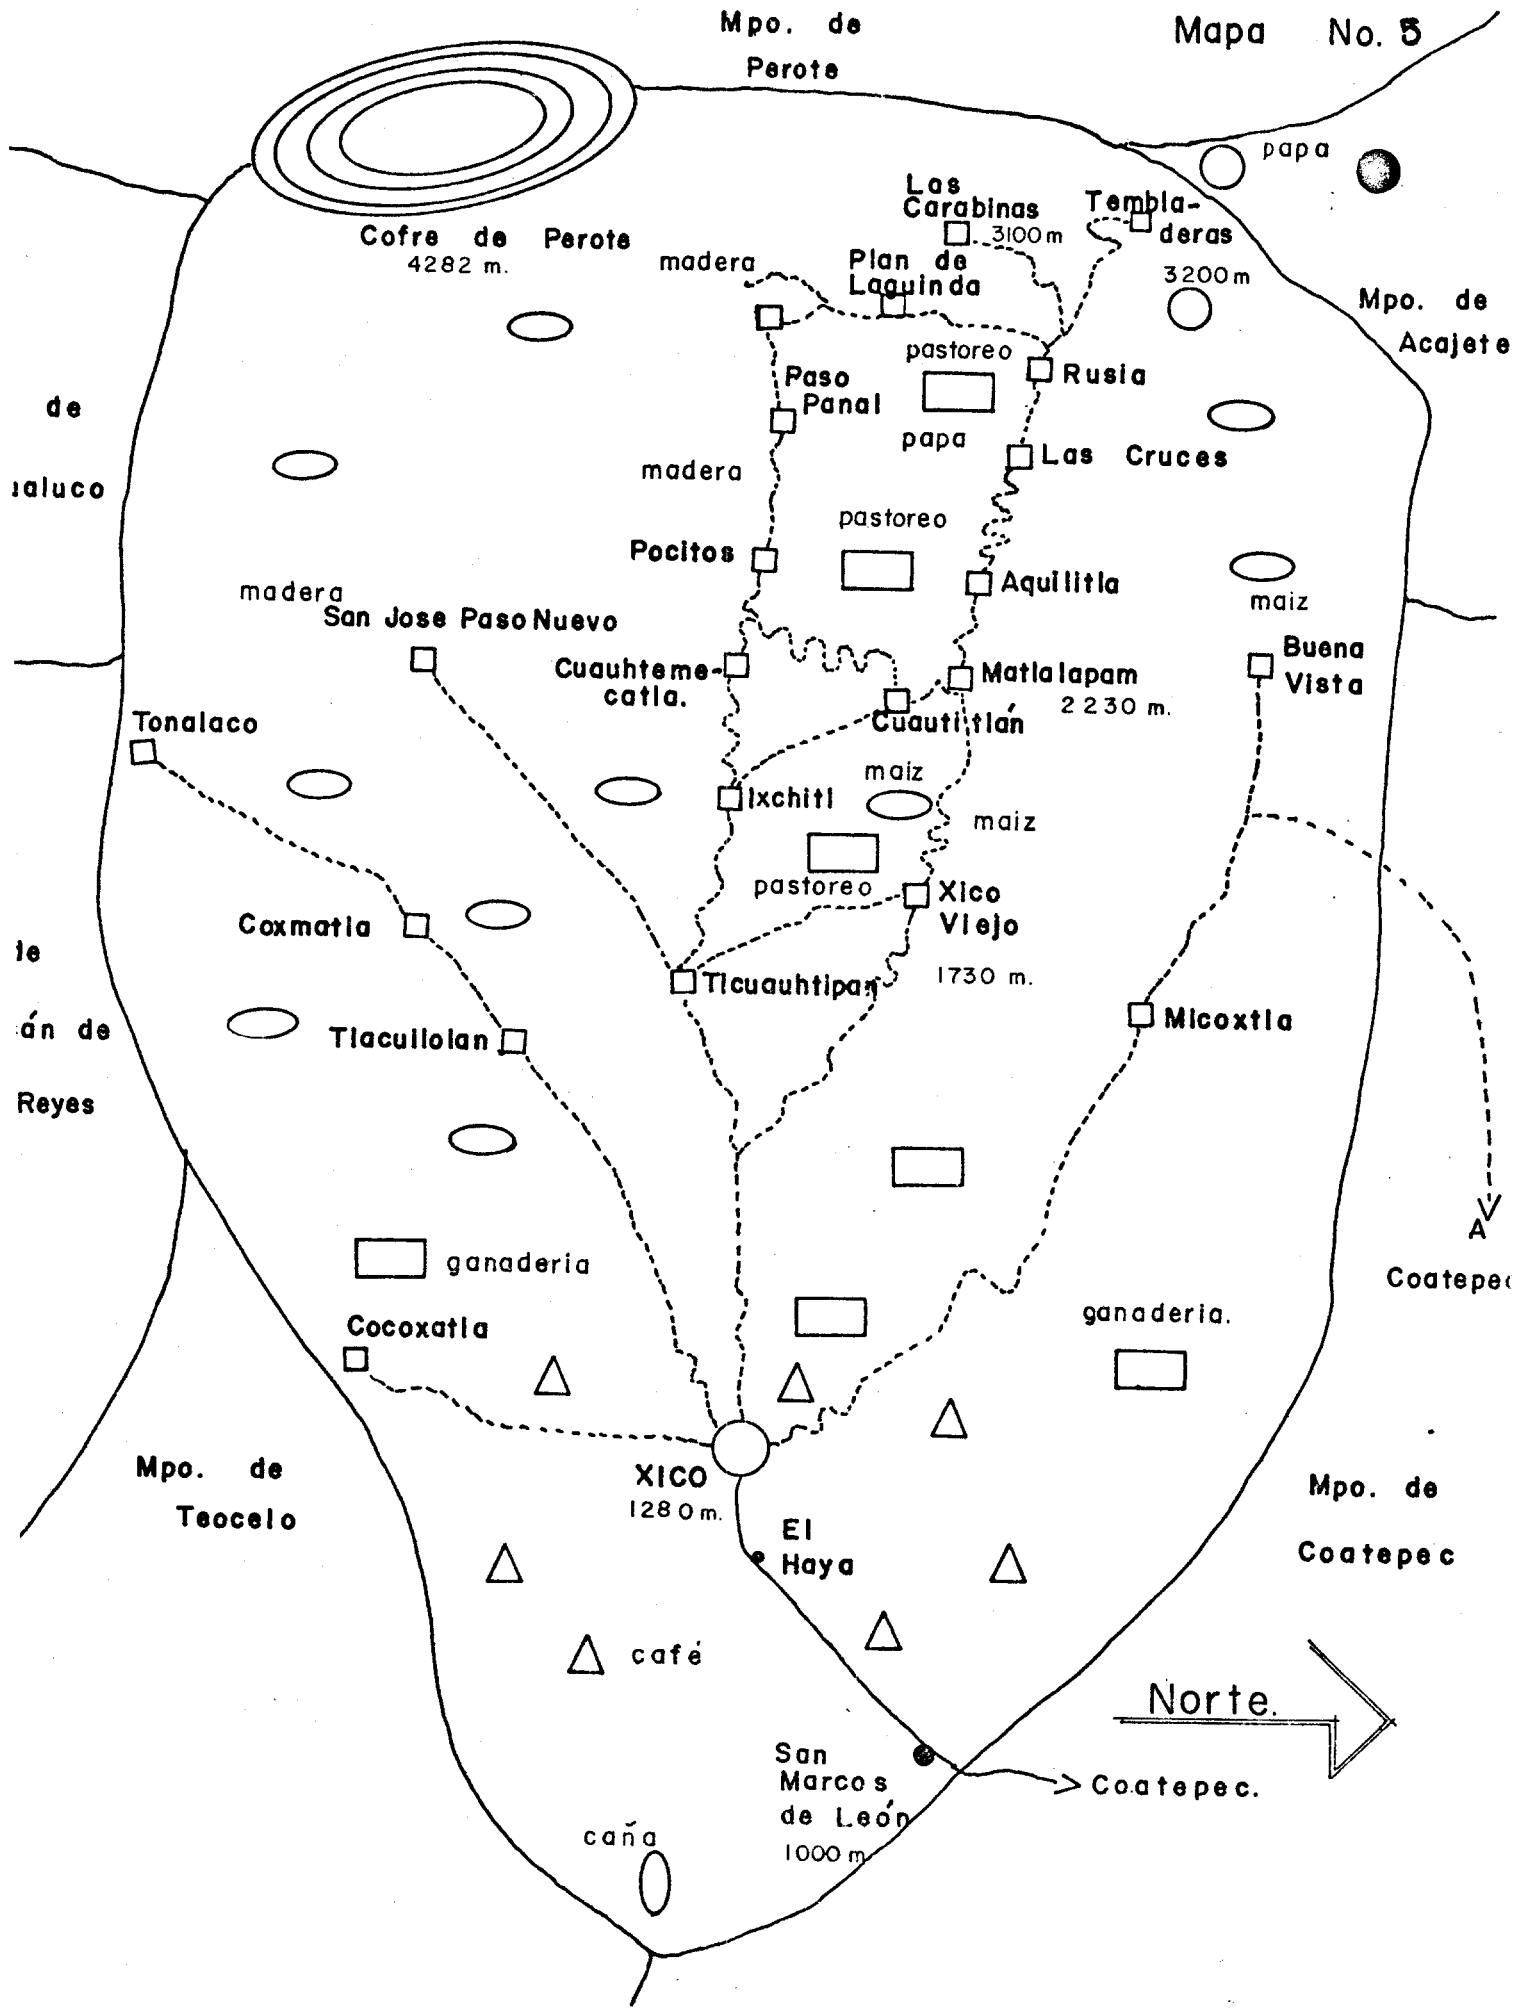 Mpo. de
Perote
Mapa No. 5
papa
Las
Carabinas
3100 m
Tembla-
deras
3200 m
Cofre de Perote
4282 m.
madera
Plan de
Laguinda
Mpo. de
Acajete
pastoreo
Rusia
Paso
Panal
papa
de
Las Cruces
madera
aluco
pastoreo
Pocitos
Aquilitla
madera
maiz
San Jose Paso Nuevo
Buena
Vista
Cuauhteme-
catla.
Matlalapam
2230 m.
Tonalaco
Cuautitlán
maiz
Ixchitl
maiz
pastoreo
Xico
Viejo
Coxmatla
1730 m.
Ticuauhtipan
Micoxtla
Tlacuilolan
án de
Reyes
A
Coatepec
ganaderia
ganaderia.
Cocoxatla
XICO
1280 m.
Mpo. de
Teocelo
Mpo. de
Coatepec
El
Haya
café
Norte.
San
Marcos
de León
1000 m
Coatepec.
caña